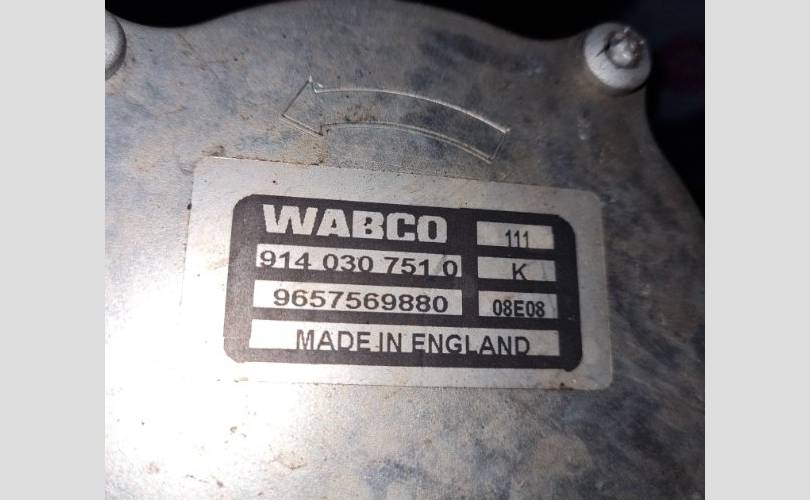 WABCO 111
914 030 751 0 K
9657569880 08E08
MADE IN ENGLAND